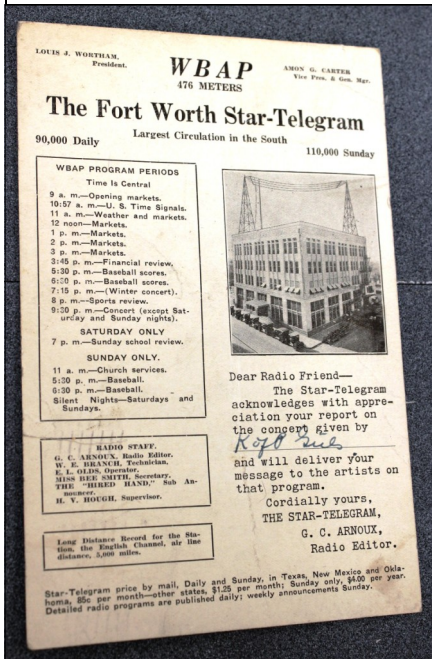 LOUIS J. WORTHAM,
President.
WBAP
476 METERS
AMON G. CARTER
Vice Pres. & Gen. Mgr.
The Fort Worth Star-Telegram
90,000 Daily
Largest Circulation in the South
110,000 Sunday
WBAP PROGRAM PERIODS
Time Is Central
9 a. m.—Opening markets.
10:57 a. m.—U. S. Time Signals.
11 a. m.—Weather and markets.
12 noon—Markets.
1 p. m.—Markets.
2 p. m.—Markets.
3 p. m.—Markets.
3:45 p. m.—Financial review.
5:30 p. m.—Baseball scores.
6:30 p. m.—Baseball scores.
7:15 p. m.—(Winter concert).
8 p. m.—Sports review.
9:30 p. m.—Concert (except Sat-
urday and Sunday nights).
SATURDAY ONLY
7 p. m.—Sunday school review.
SUNDAY ONLY.
11 a. m.—Church services.
5:30 p. m.—Baseball.
6:30 p. m.—Baseball.
Silent Nights—Saturdays and
Sundays.
RADIO STAFF.
G. C. ARNOUX, Radio Editor.
W. E. BRANCH, Technician,
E. L. OLDS, Operator.
MISS BEE SMITH, Secretary.
THE "HIRED HAND," Sub An-
nouncer.
H. V. HOUGH, Supervisor.
Long Distance Record for the Sta-
tion, the English Channel, air line
distance, 5,000 miles.
Dear Radio Friend—
The Star-Telegram
acknowledges with appre-
ciation your report on
the concert given by
and will deliver your
message to the artists on
that program.
Cordially yours,
THE STAR-TELEGRAM,
G. C. ARNOUX,
Radio Editor.
Star-Telegram price by mail, Daily and Sunday, in Texas, New Mexico and Okla-
homa, 85c per month—other states, $1.25 per month; Sunday only, $4.00 per year.
Detailed radio programs are published daily; weekly announcements Sunday.